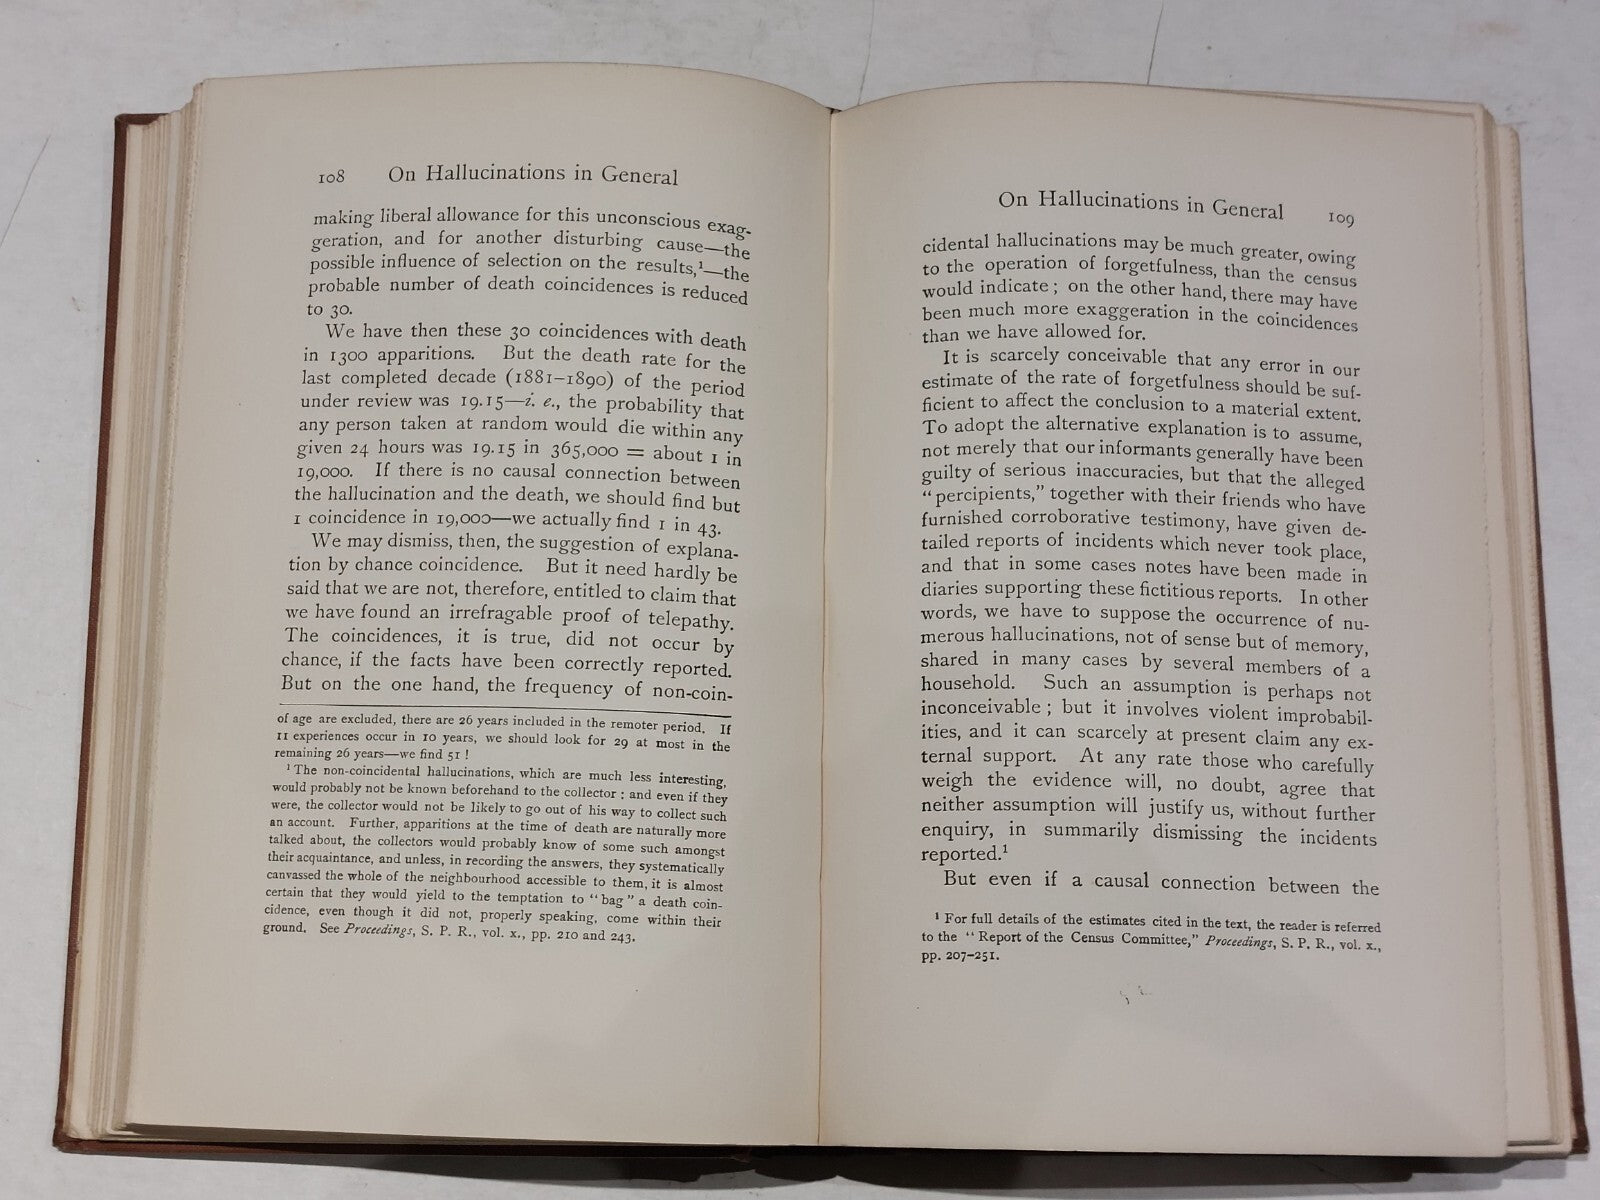 108 On Hallucinations in General
making liberal allowance for this unconscious exag-
geration, and for another disturbing cause—the
possible influence of selection on the results,¹—the
probable number of death coincidences is reduced
to 30.
We have then these 30 coincidences with death
in 1300 apparitions. But the death rate for the
last completed decade (1881–1890) of the period
under review was 19.15—i. e., the probability that
any person taken at random would die within any
given 24 hours was 19.15 in 365,000 = about 1 in
19,000. If there is no causal connection between
the hallucination and the death, we should find but
1 coincidence in 19,000—we actually find 1 in 43.
We may dismiss, then, the suggestion of explana-
tion by chance coincidence. But it need hardly be
said that we are not, therefore, entitled to claim that
we have found an irrefragable proof of telepathy.
The coincidences, it is true, did not occur by
chance, if the facts have been correctly reported.
But on the one hand, the frequency of non-coin-
of age are excluded, there are 26 years included in the remoter period. If
11 experiences occur in 10 years, we should look for 29 at most in the
remaining 26 years—we find 51 !
¹ The non-coincidental hallucinations, which are much less interesting,
would probably not be known beforehand to the collector ; and even if they
were, the collector would not be likely to go out of his way to collect such
an account. Further, apparitions at the time of death are naturally more
talked about, the collectors would probably know of some such amongst
their acquaintance, and unless, in recording the answers, they systematically
canvassed the whole of the neighbourhood accessible to them, it is almost
certain that they would yield to the temptation to "bag" a death coin-
cidence, even though it did not, properly speaking, come within their
ground. See Proceedings, S. P. R., vol. x., pp. 210 and 243.
On Hallucinations in General 109
cidental hallucinations may be much greater, owing
to the operation of forgetfulness, than the census
would indicate ; on the other hand, there may have
been much more exaggeration in the coincidences
than we have allowed for.
It is scarcely conceivable that any error in our
estimate of the rate of forgetfulness should be suf-
ficient to affect the conclusion to a material extent.
To adopt the alternative explanation is to assume,
not merely that our informants generally have been
guilty of serious inaccuracies, but that the alleged
"percipients," together with their friends who have
furnished corroborative testimony, have given de-
tailed reports of incidents which never took place,
and that in some cases notes have been made in
diaries supporting these fictitious reports. In other
words, we have to suppose the occurrence of nu-
merous hallucinations, not of sense but of memory,
shared in many cases by several members of a
household. Such an assumption is perhaps not
inconceivable ; but it involves violent improbabil-
ities, and it can scarcely at present claim any ex-
ternal support. At any rate those who carefully
weigh the evidence will, no doubt, agree that
neither assumption will justify us, without further
enquiry, in summarily dismissing the incidents
reported.¹
But even if a causal connection between the
¹ For full details of the estimates cited in the text, the reader is referred
to the "Report of the Census Committee," Proceedings, S. P. R., vol. x.,
pp. 207–251.